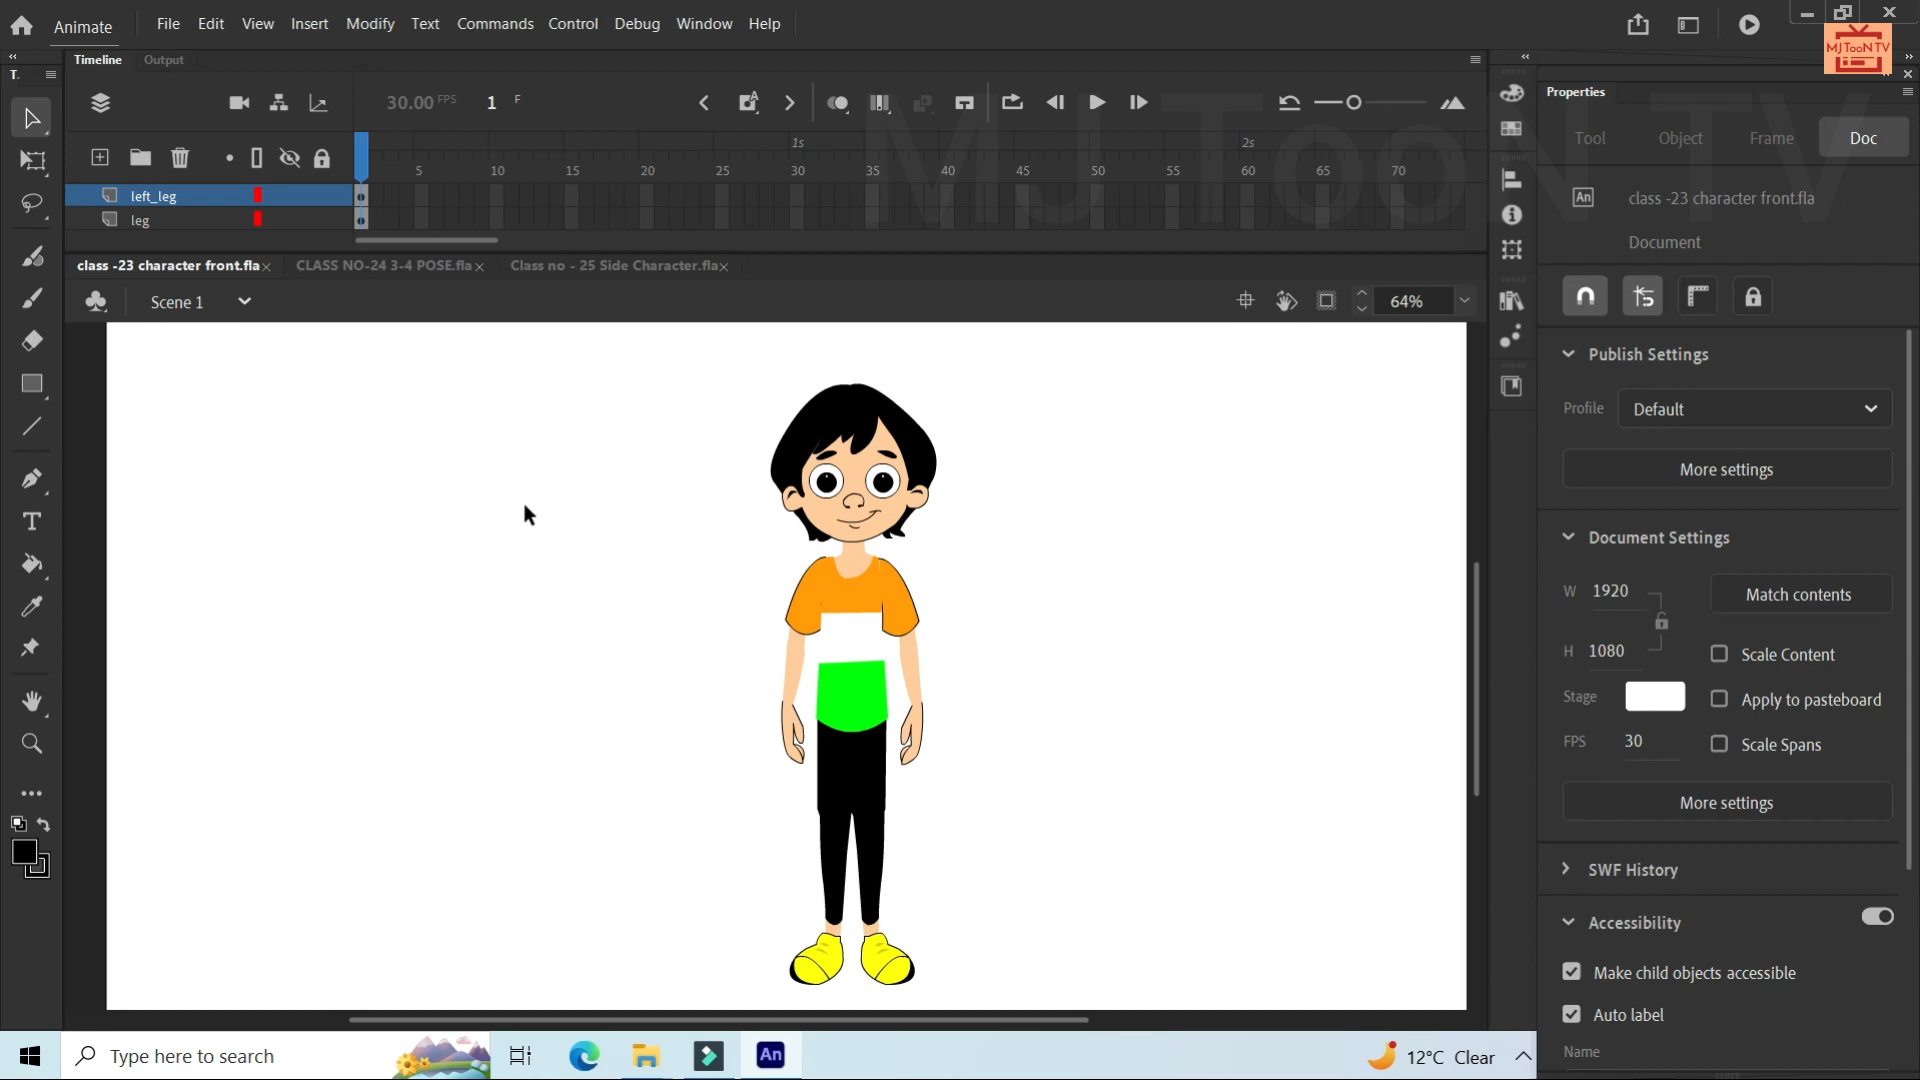 Animate File Edit View Insert Modify Text Commands Control Debug Window Help
MJTooN TV
Timeline Output
T.
Properties
30.00 FPS 1 F
Tool Object Frame Doc
1s 2s
5 10 15 20 25 30 35 40 45 50 55 60 65 70
MJ TooN TV
left_leg
leg
An class -23 character front.fla
Document
class -23 character front.fla CLASS NO-24 3-4 POSE.fla Class no - 25 Side Character.fla
Scene 1 64%
Publish Settings
Profile Default
More settings
Document Settings
W 1920 Match contents
H 1080 Scale Content
Stage Apply to pasteboard
FPS 30 Scale Spans
More settings
SWF History
Accessibility
Make child objects accessible
Auto label
Name
Type here to search An 12°C Clear